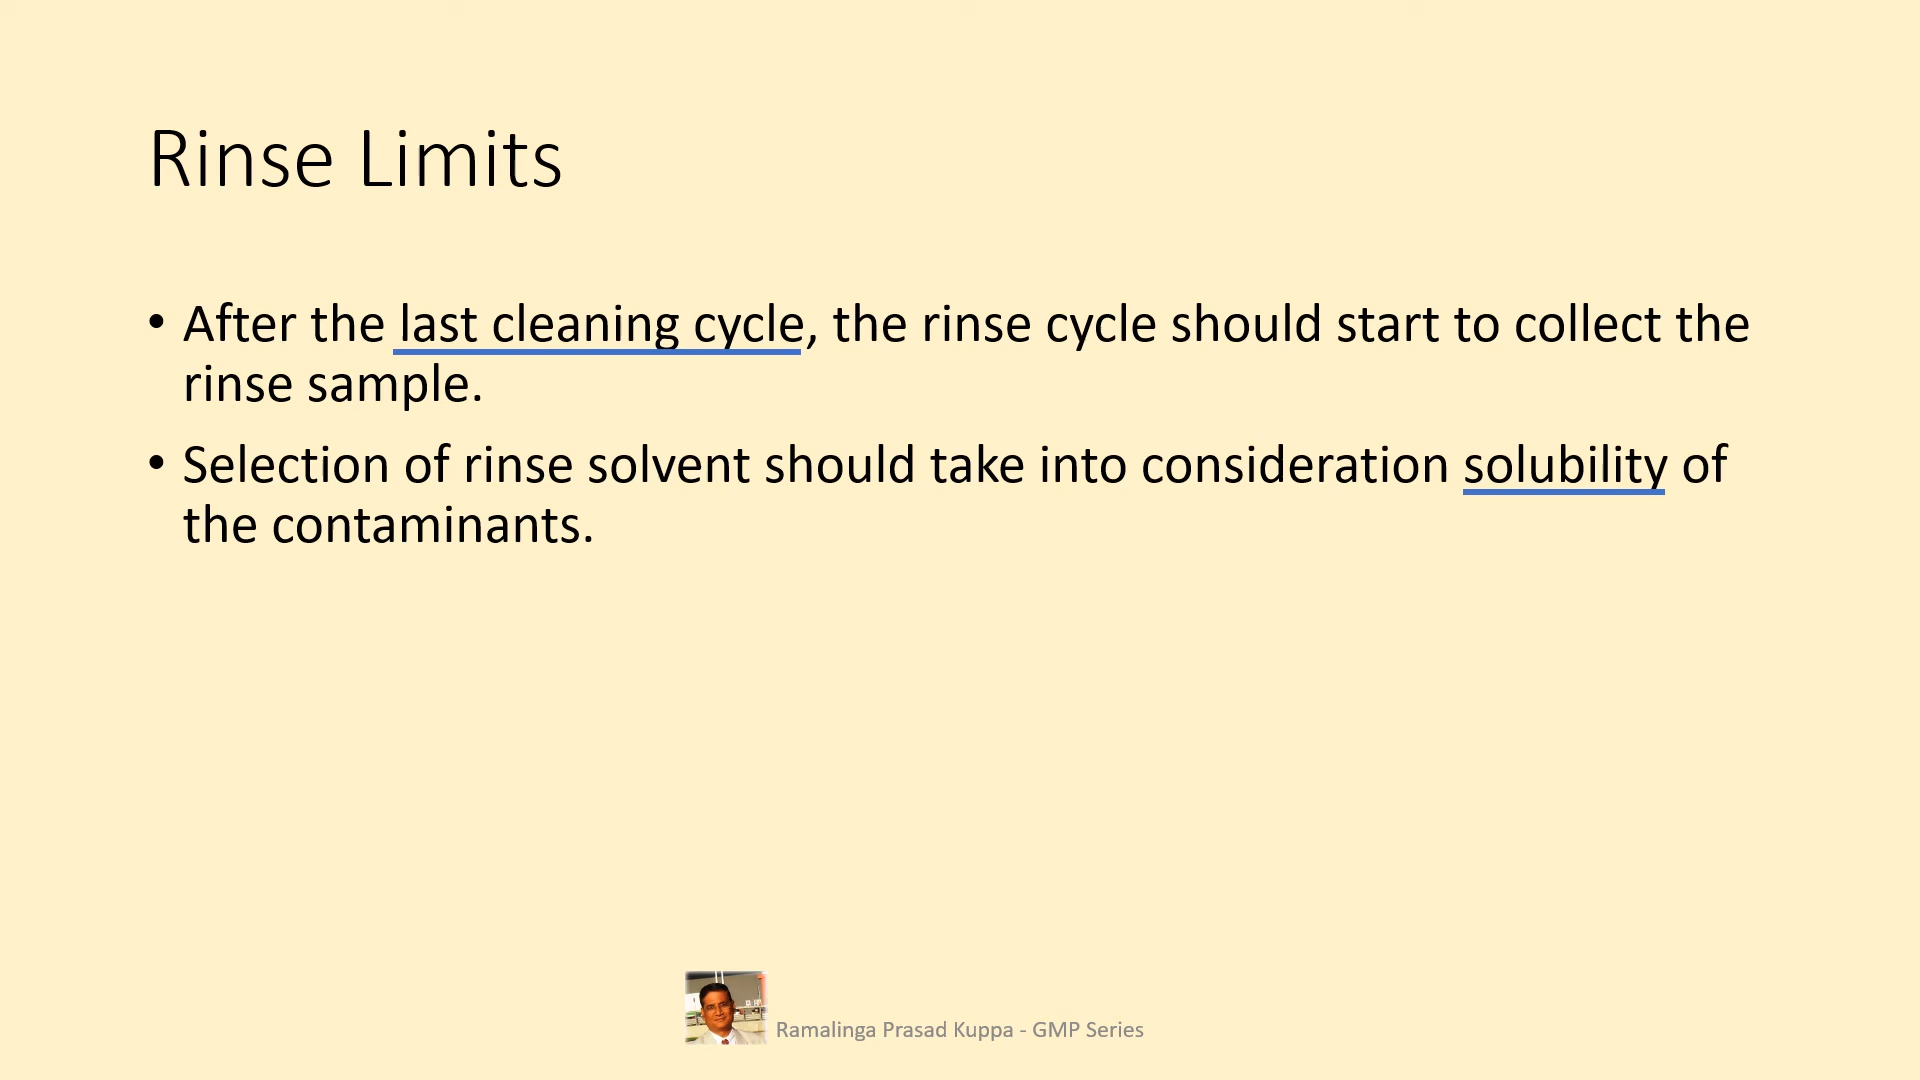 Rinse Limits
• After the last cleaning cycle, the rinse cycle should start to collect the
rinse sample.
• Selection of rinse solvent should take into consideration solubility of
the contaminants.
Ramalinga Prasad Kuppa - GMP Series